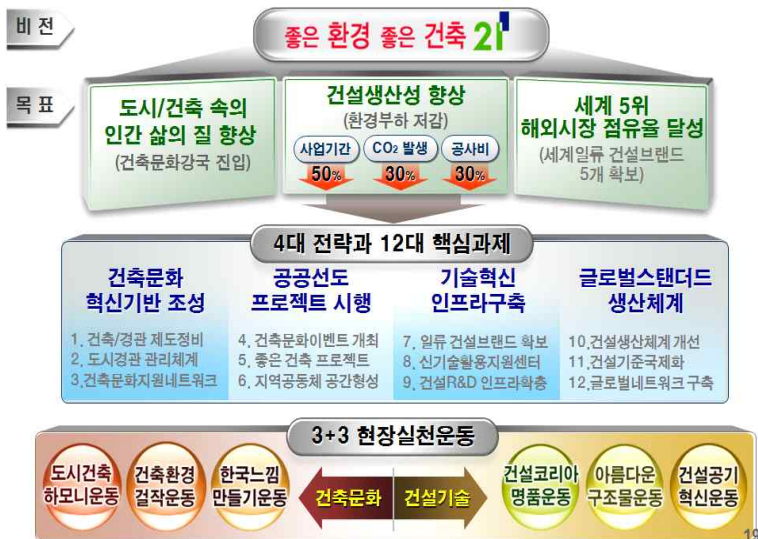 비 전
좋은 환경 좋은 건축 21
목 표
도시/건축 속의
인간 삶의 질 향상
(건축문화강국 진입)
건설생산성 향상
(환경부하 저감)
사업기간
CO₂ 발생
공사비
50%
30%
30%
세계 5위
해외시장 점유율 달성
(세계일류 건설브랜드
5개 확보)
4대 전략과 12대 핵심과제
건축문화
혁신기반 조성
1. 건축/경관 제도정비
2. 도시경관 관리체계
3.건축문화지원네트워크
공공선도
프로젝트 시행
4. 건축문화이벤트 개최
5. 좋은 건축 프로젝트
6. 지역공동체 공간형성
기술혁신
인프라구축
7. 일류 건설브랜드 확보
8. 신기술활용지원센터
9. 건설R&D 인프라확충
글로벌스탠더드
생산체계
10.건설생산체계 개선
11.건설기준국제화
12.글로벌네트워크 구축
3+3 현장실천운동
도시건축
하모니운동
건축환경
걸작운동
한국느낌
만들기운동
건축문화
건설기술
건설코리아
명품운동
아름다운
구조물운동
건설공기
혁신운동
19